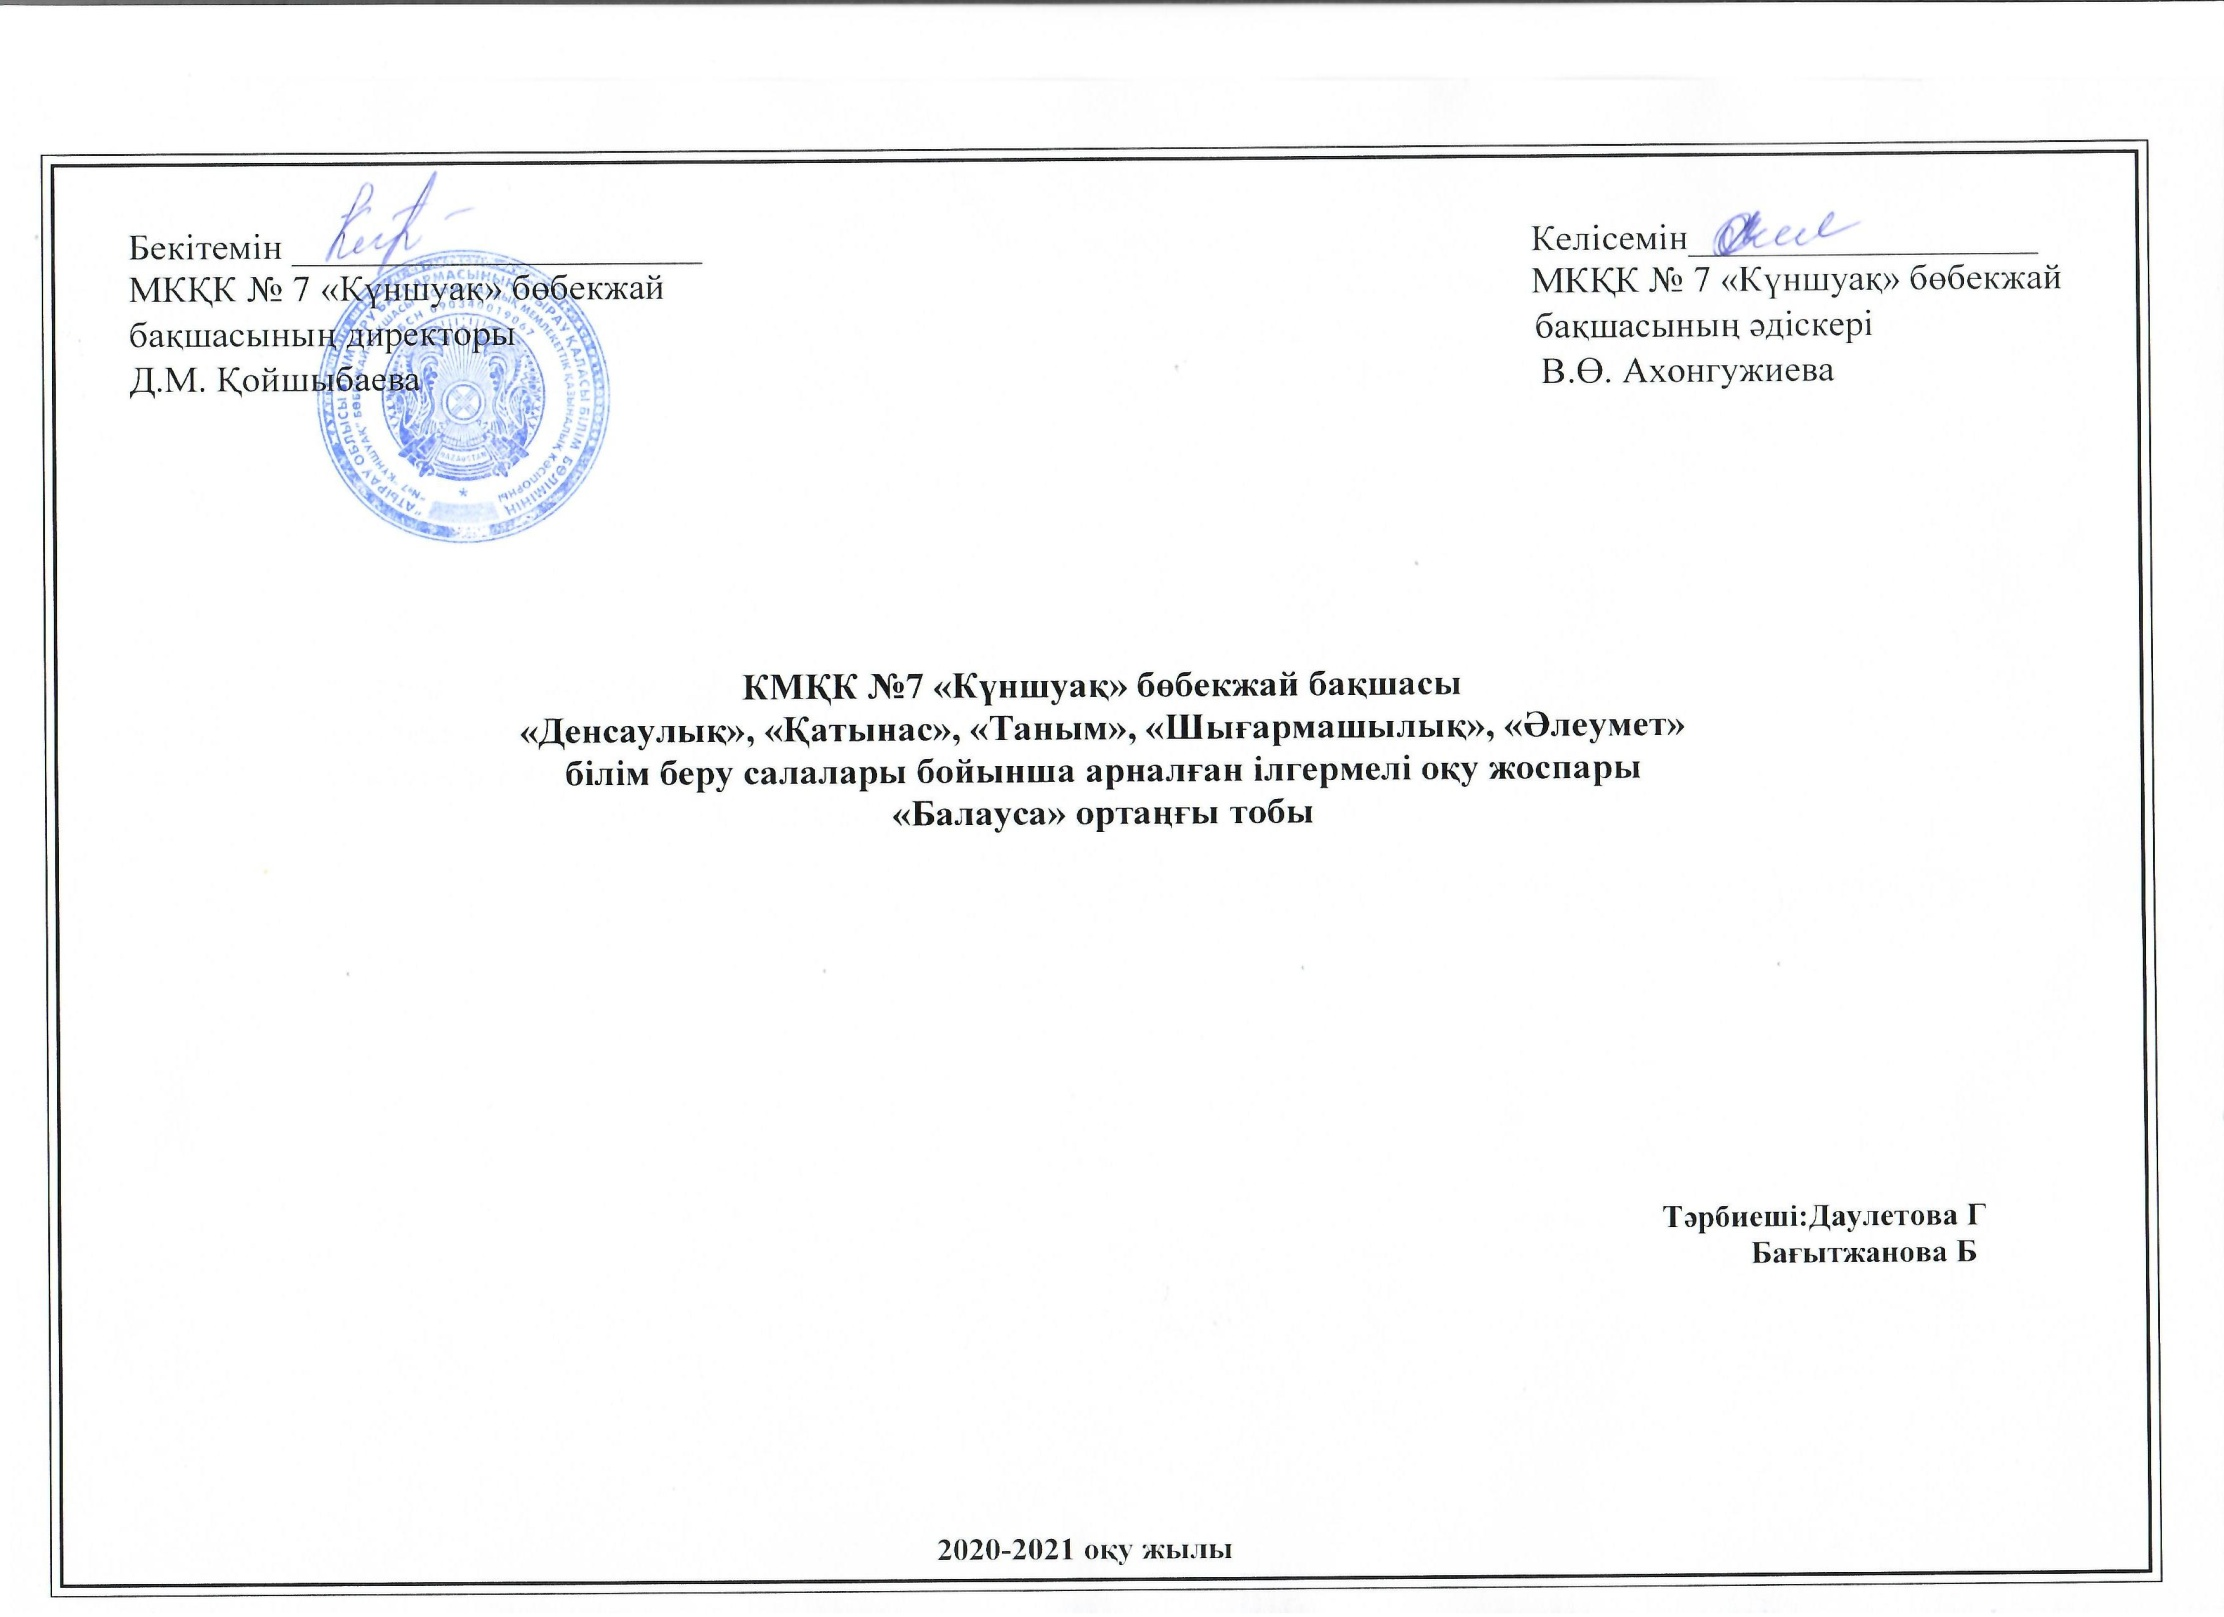 Бекітемін
МКҚК № 7 «Күншуақ» бөбекжай
бақшасының директоры
Д.М. Қойшыбаева
Келісемін
МКҚК № 7 «Күншуақ» бөбекжай
бақшасының әдіскері
В.Ө. Ахонгужиева
БСН 090340019067
КМҚК №7 «Күншуақ» бөбекжай бақшасы
«Денсаулық», «Қатынас», «Таным», «Шығармашылық», «Әлеумет»
білім беру салалары бойынша арналған ілгермелі оқу жоспары
«Балауса» ортаңғы тобы
Тәрбиеші:Даулетова Г
Бағытжанова Б
2020-2021 оқу жылы